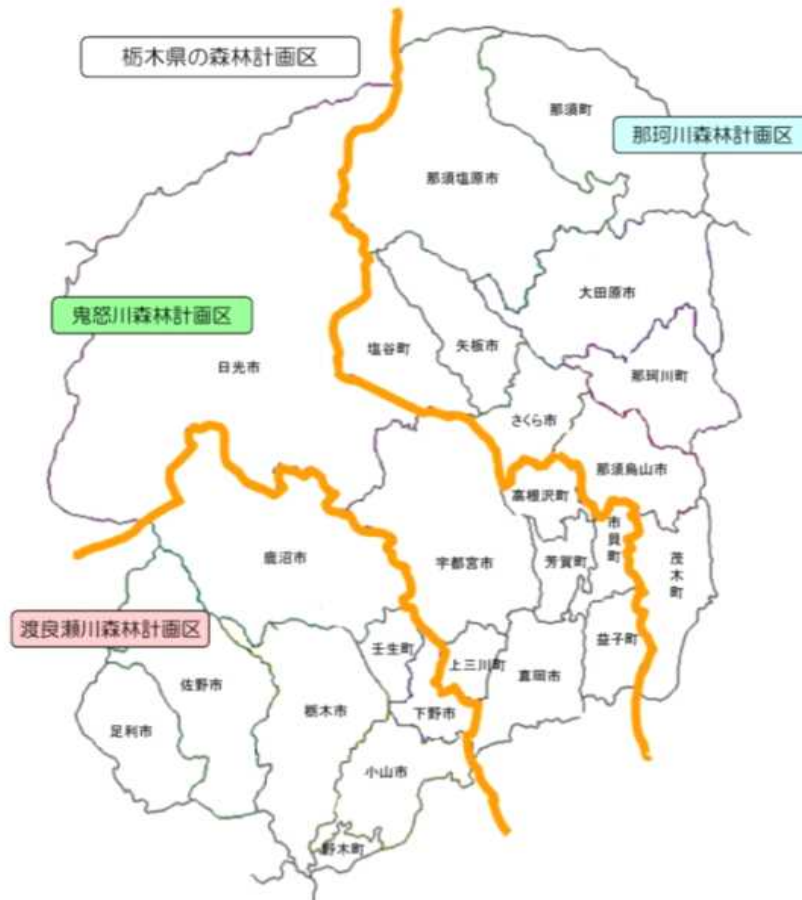 栃木県の森林計画区
那須町
那珂川森林計画区
那須塩原市
大田原市
鬼怒川森林計画区
塩谷町
矢板市
日光市
那珂川町
さくら市
那須烏山市
高根沢町
市貝町
鹿沼市
宇都宮市
芳賀町
茂木町
渡良瀬川森林計画区
壬生町
上三川町
益子町
真岡市
佐野市
栃木市
下野市
足利市
小山市
野木町